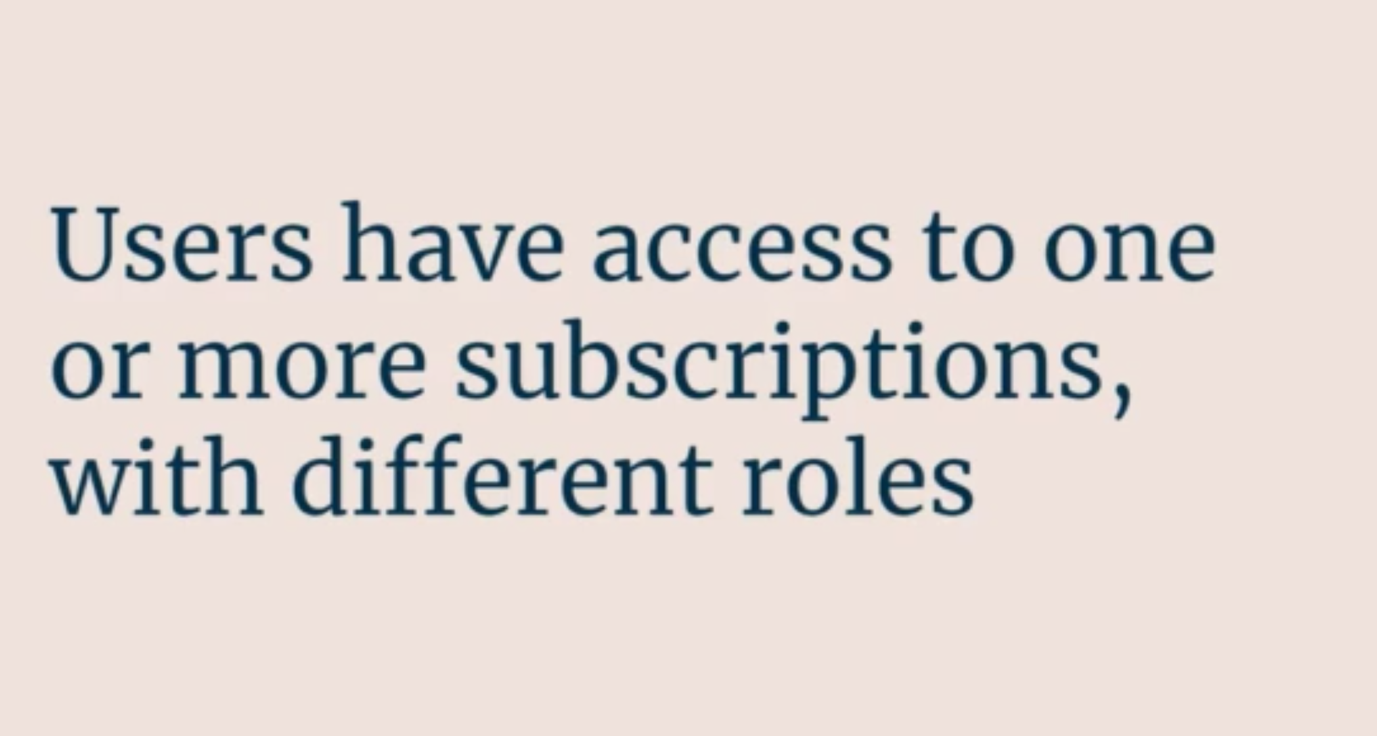 Users have access to one
or more subscriptions,
with different roles